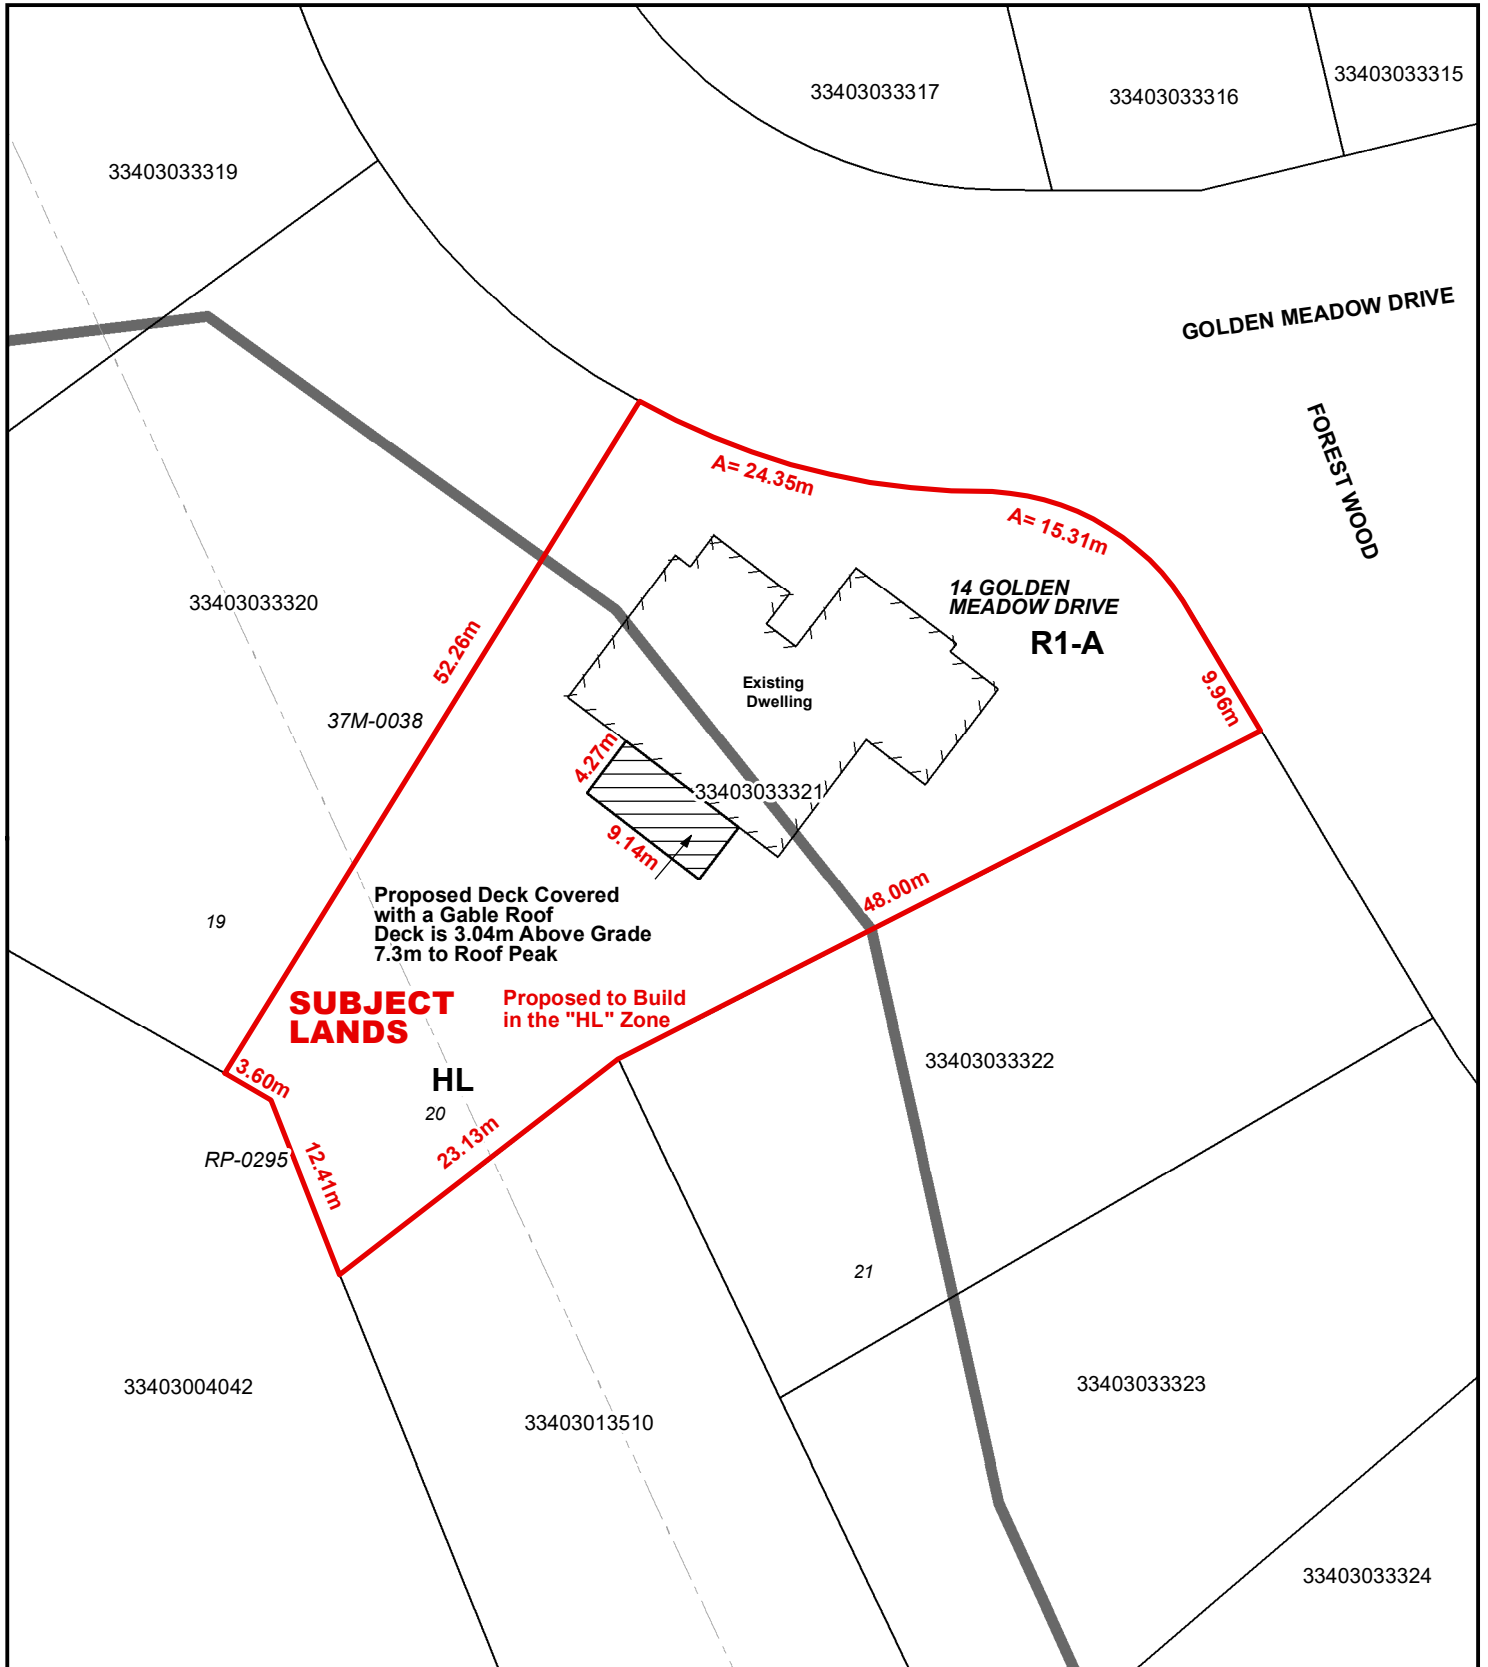 33403033315
33403033317
33403033316
33403033319
GOLDEN MEADOW DRIVE
FOREST WOOD
A= 24.35m
A= 15.31m
14 GOLDEN
MEADOW DRIVE
R1-A
33403033320
52.26m
Existing
Dwelling
9.96m
37M-0038
4.27m
33403033321
9.14m
48.00m
Proposed Deck Covered
with a Gable Roof
Deck is 3.04m Above Grade
7.3m to Roof Peak
19
SUBJECT
LANDS
Proposed to Build
in the "HL" Zone
3.60m
HL
20
33403033322
23.13m
RP-0295
12.41m
21
33403004042
33403013510
33403033323
33403033324